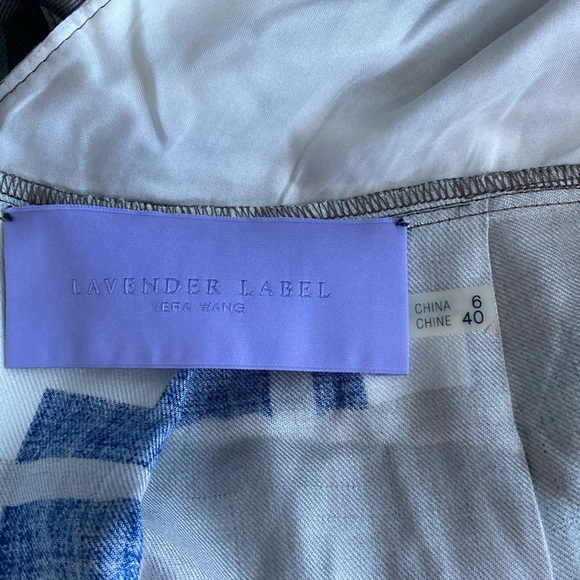 LAVENDER LABEL
VERA WANG
CHINA 6
CHINE 40